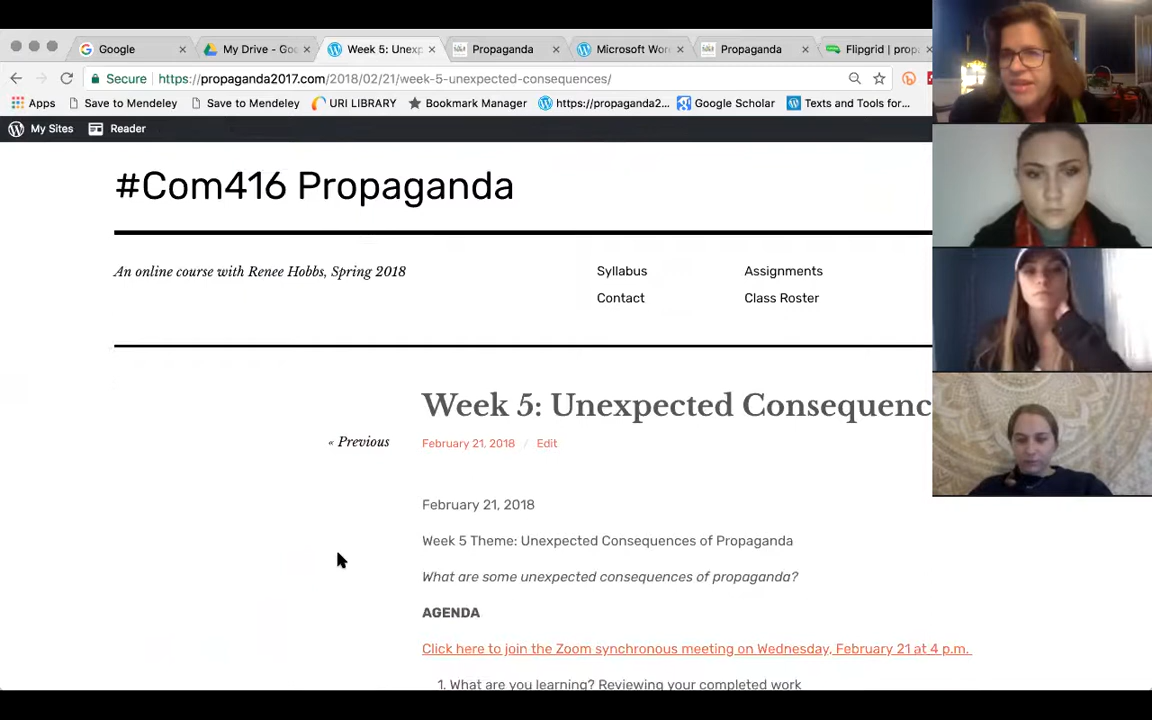 Google
My Drive - Goo
Week 5: Unexp
Propaganda
Microsoft Wor
Propaganda
Flipgrid | prop
Secure https://propaganda2017.com/2018/02/21/week-5-unexpected-consequences/
Apps Save to Mendeley Save to Mendeley URI LIBRARY Bookmark Manager https://propaganda2... Google Scholar Texts and Tools for...
My Sites Reader
#Com416 Propaganda
An online course with Renee Hobbs, Spring 2018
Syllabus Assignments
Contact Class Roster
Week 5: Unexpected Consequenc
« Previous
February 21, 2018 / Edit
February 21, 2018
Week 5 Theme: Unexpected Consequences of Propaganda
What are some unexpected consequences of propaganda?
AGENDA
Click here to join the Zoom synchronous meeting on Wednesday, February 21 at 4 p.m.
1. What are you learning? Reviewing your completed work